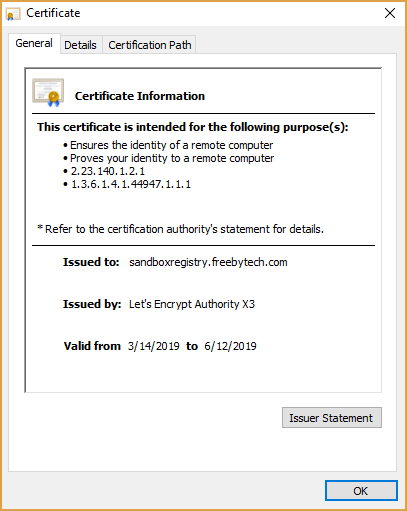 Certificate
General Details Certification Path
Certificate Information
This certificate is intended for the following purpose(s):
• Ensures the identity of a remote computer
• Proves your identity to a remote computer
• 2.23.140.1.2.1
• 1.3.6.1.4.1.44947.1.1.1
* Refer to the certification authority's statement for details.
Issued to: sandboxregistry.freebytech.com
Issued by: Let's Encrypt Authority X3
Valid from 3/14/2019 to 6/12/2019
Issuer Statement
OK